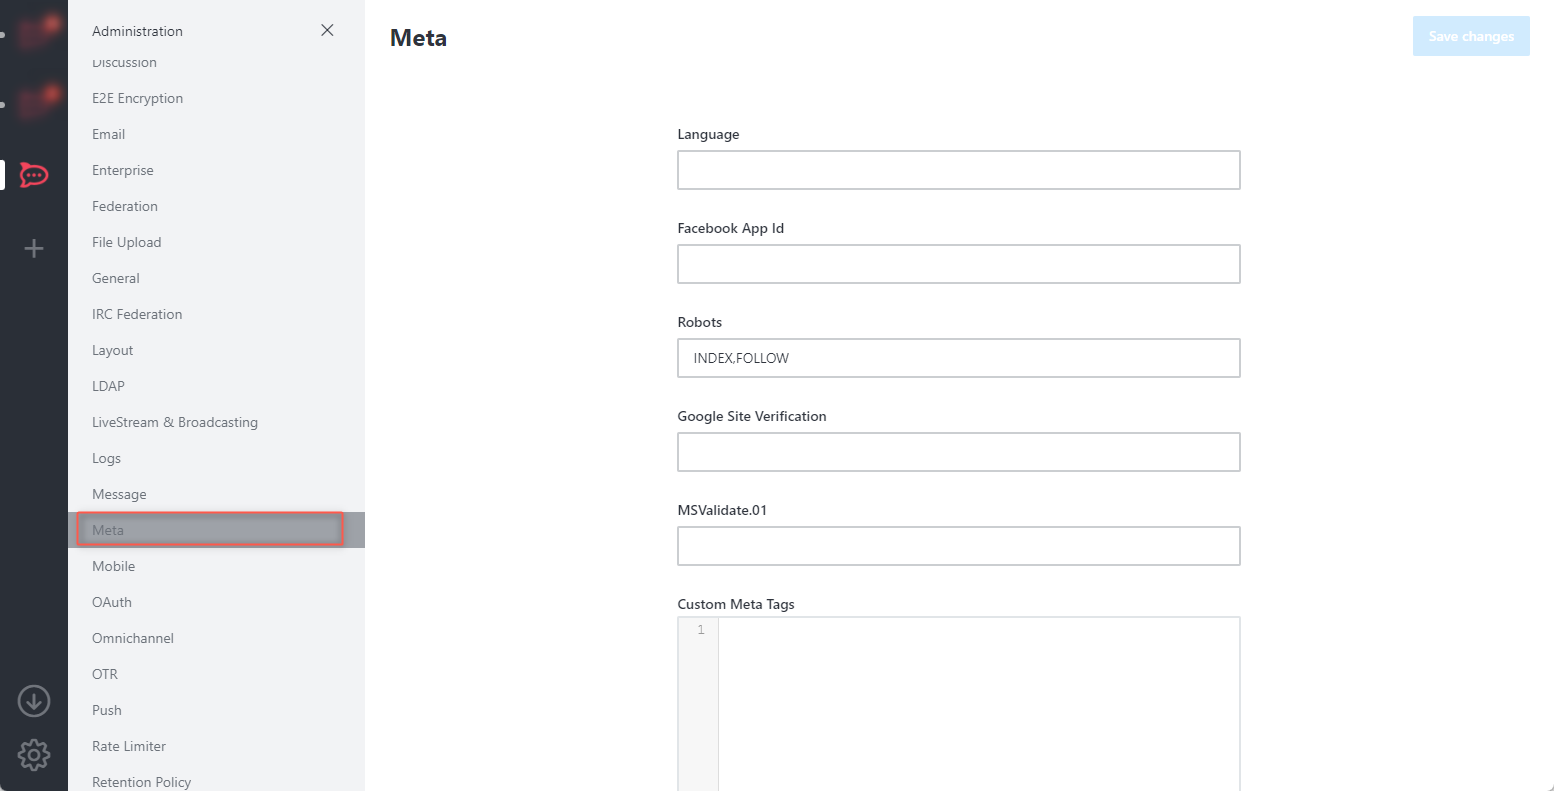 Administration
Discussion
E2E Encryption
Email
Enterprise
Federation
File Upload
General
IRC Federation
Layout
LDAP
LiveStream & Broadcasting
Logs
Message
Meta
Mobile
OAuth
Omnichannel
OTR
Push
Rate Limiter
Retention Policy
Meta
Save changes
Language
Facebook App Id
Robots
INDEX,FOLLOW
Google Site Verification
MSValidate.01
Custom Meta Tags
1